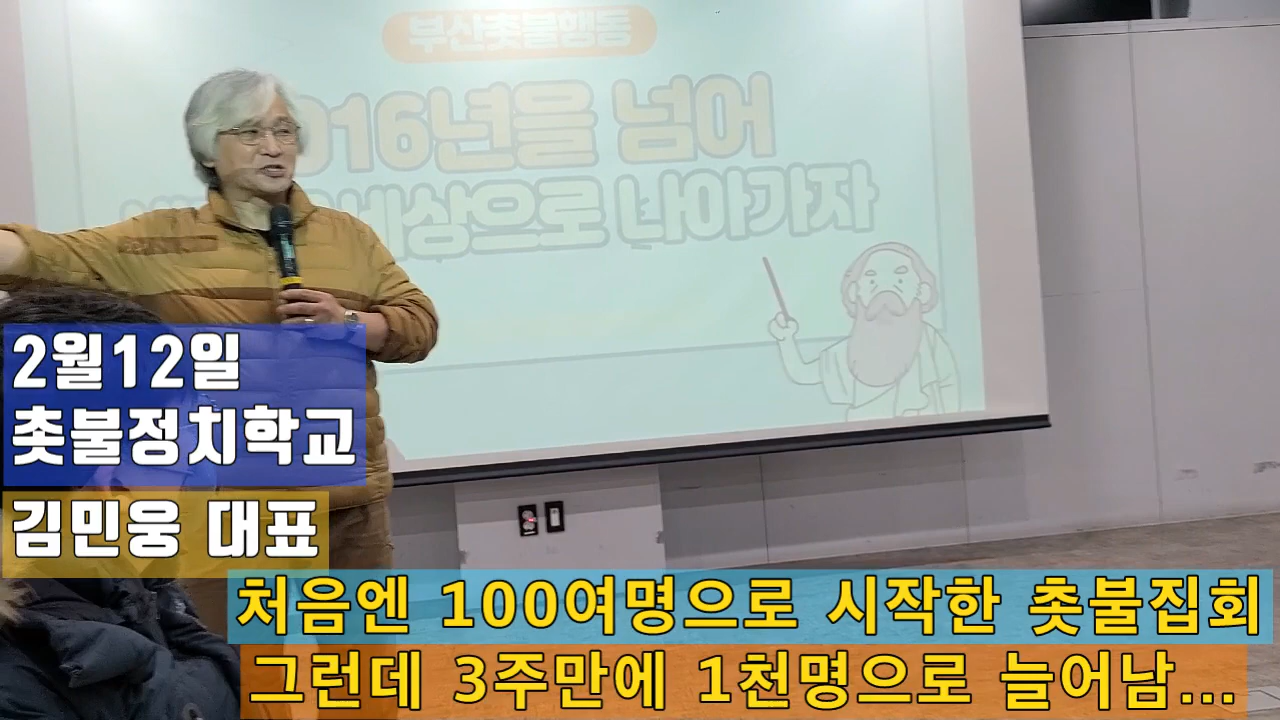 부산촛불행동
016년을 넘어
세상으로 나아가자
2월12일
촛불정치학교
김민웅 대표
처음엔 100여명으로 시작한 촛불집회
그런데 3주만에 1천명으로 늘어남...